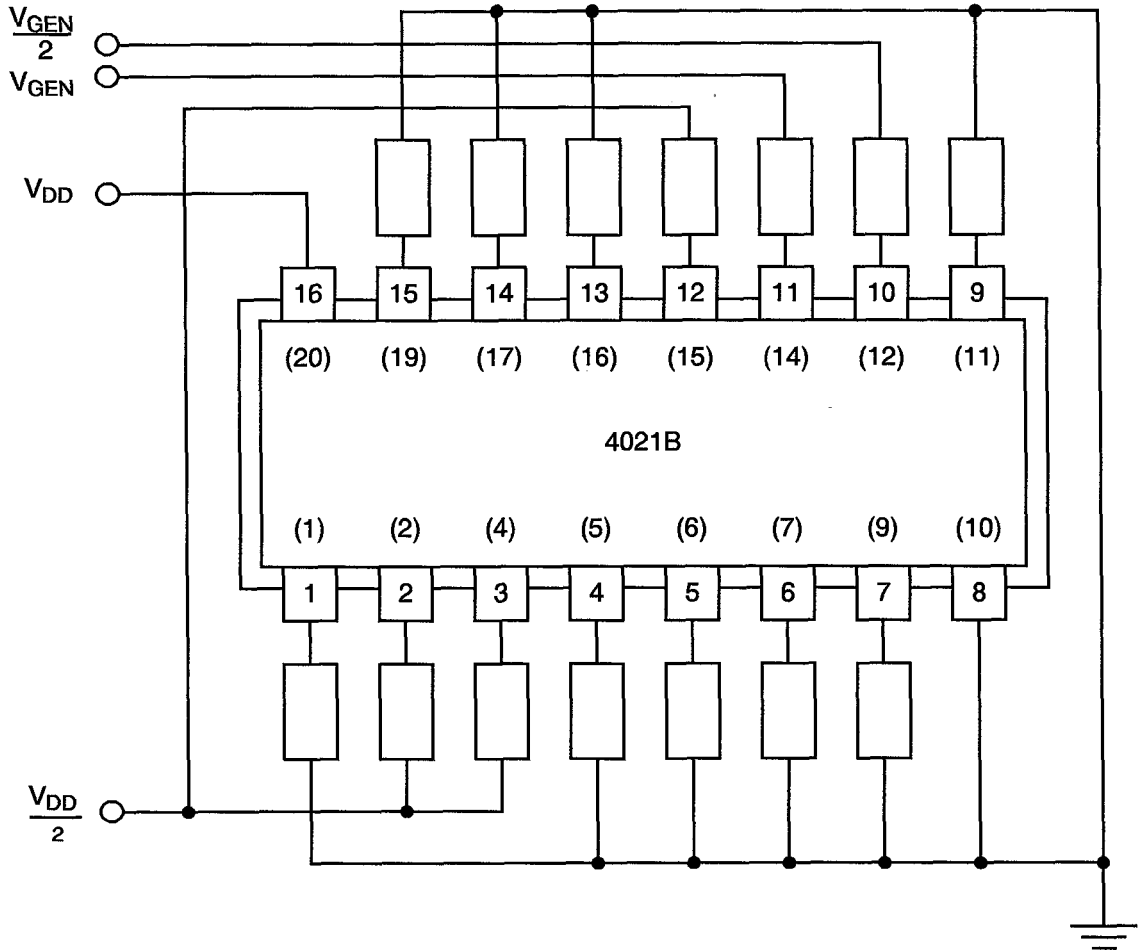 V_GEN
2
V_GEN
V_DD
16 15 14 13 12 11 10 9
(20) (19) (17) (16) (15) (14) (12) (11)
4021B
(1) (2) (4) (5) (6) (7) (9) (10)
1 2 3 4 5 6 7 8
V_DD
2